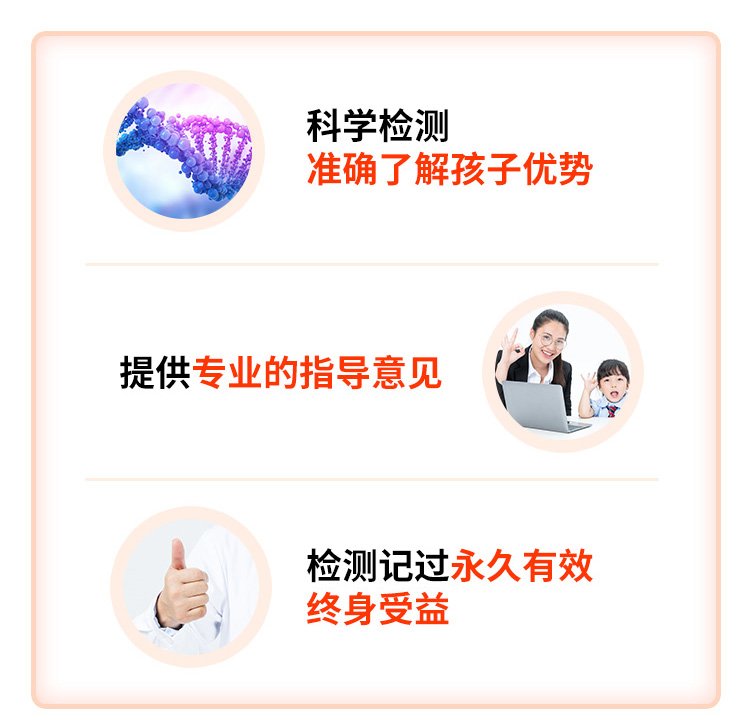 科学检测
准确了解孩子优势
提供专业的指导意见
检测记过永久有效
终身受益